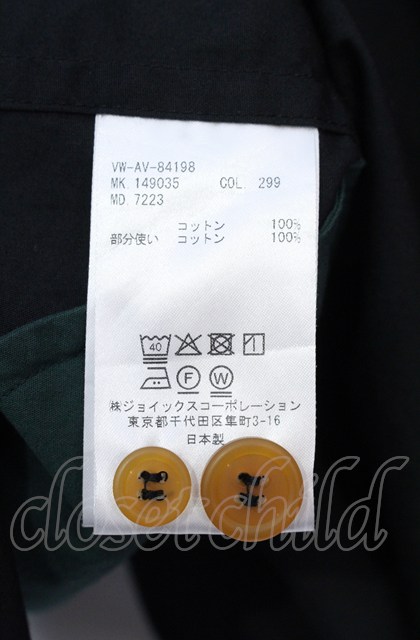 VW-AV-84198
MK. 149035 COL. 299
MD. 7223
コットン 100%
部分使い コットン 100%
40
F W
㈱ジョイックスコーポレーション
東京都千代田区隼町3-16
日本製
closetchild